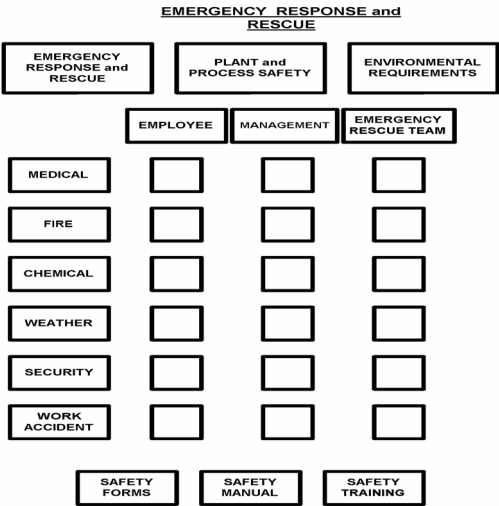 EMERGENCY RESPONSE and
RESCUE
EMERGENCY
RESPONSE and
RESCUE
PLANT and
PROCESS SAFETY
ENVIRONMENTAL
REQUIREMENTS
EMPLOYEE
MANAGEMENT
EMERGENCY
RESCUE TEAM
MEDICAL
FIRE
CHEMICAL
WEATHER
SECURITY
WORK
ACCIDENT
SAFETY
FORMS
SAFETY
MANUAL
SAFETY
TRAINING